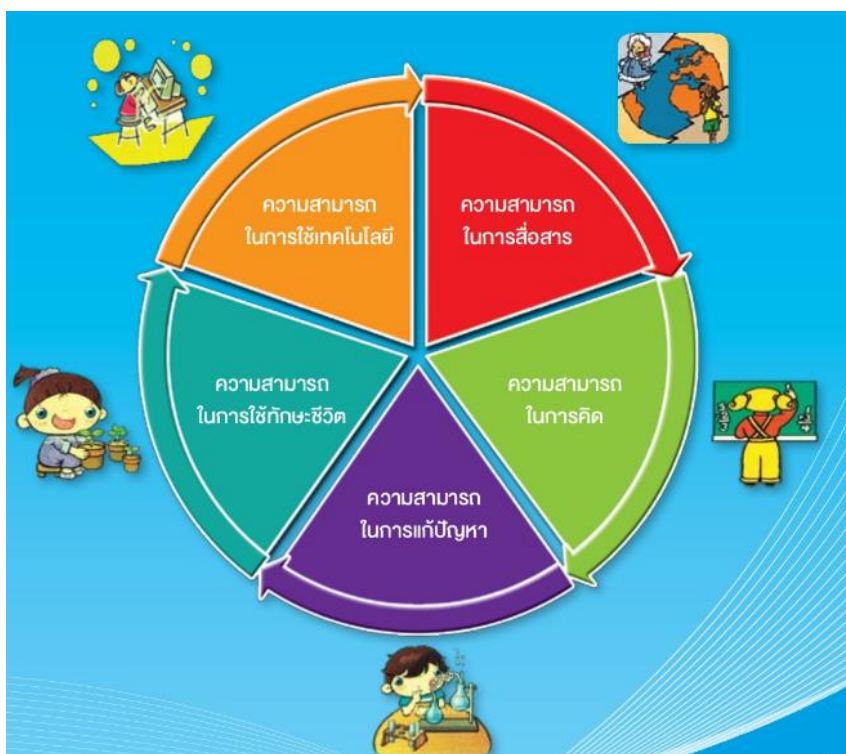 ความสามารถ
ในการใช้เทคโนโลยี
ความสามารถ
ในการสื่อสาร
ความสามารถ
ในการใช้ทักษะชีวิต
ความสามารถ
ในการคิด
ความสามารถ
ในการแก้ปัญหา